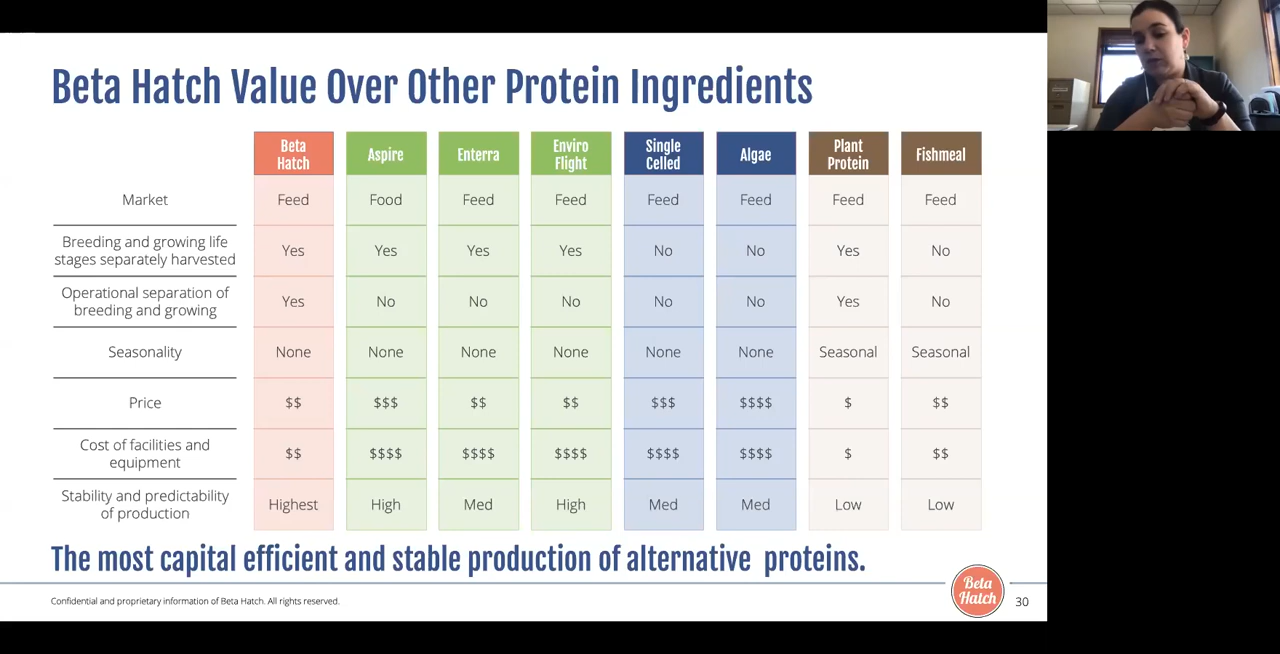 Beta Hatch Value Over Other Protein Ingredients
Beta
Hatch
Aspire
Enterra
Enviro
Flight
Single
Celled
Algae
Plant
Protein
Fishmeal
Market
Feed
Food
Feed
Feed
Feed
Feed
Feed
Feed
Breeding and growing life
stages separately harvested
Yes
Yes
Yes
Yes
No
No
Yes
No
Operational separation of
breeding and growing
Yes
No
No
No
No
No
Yes
No
Seasonality
None
None
None
None
None
None
Seasonal
Seasonal
Price
$$
$$$
$$
$$
$$$
$$$$
$
$$
Cost of facilities and
equipment
$$
$$$$
$$$$
$$$$
$$$$
$$$$
$
$$
Stability and predictability
of production
Highest
High
Med
High
Med
Med
Low
Low
The most capital efficient and stable production of alternative  proteins.
Confidential and proprietary information of Beta Hatch. All rights reserved.
Beta
Hatch
30